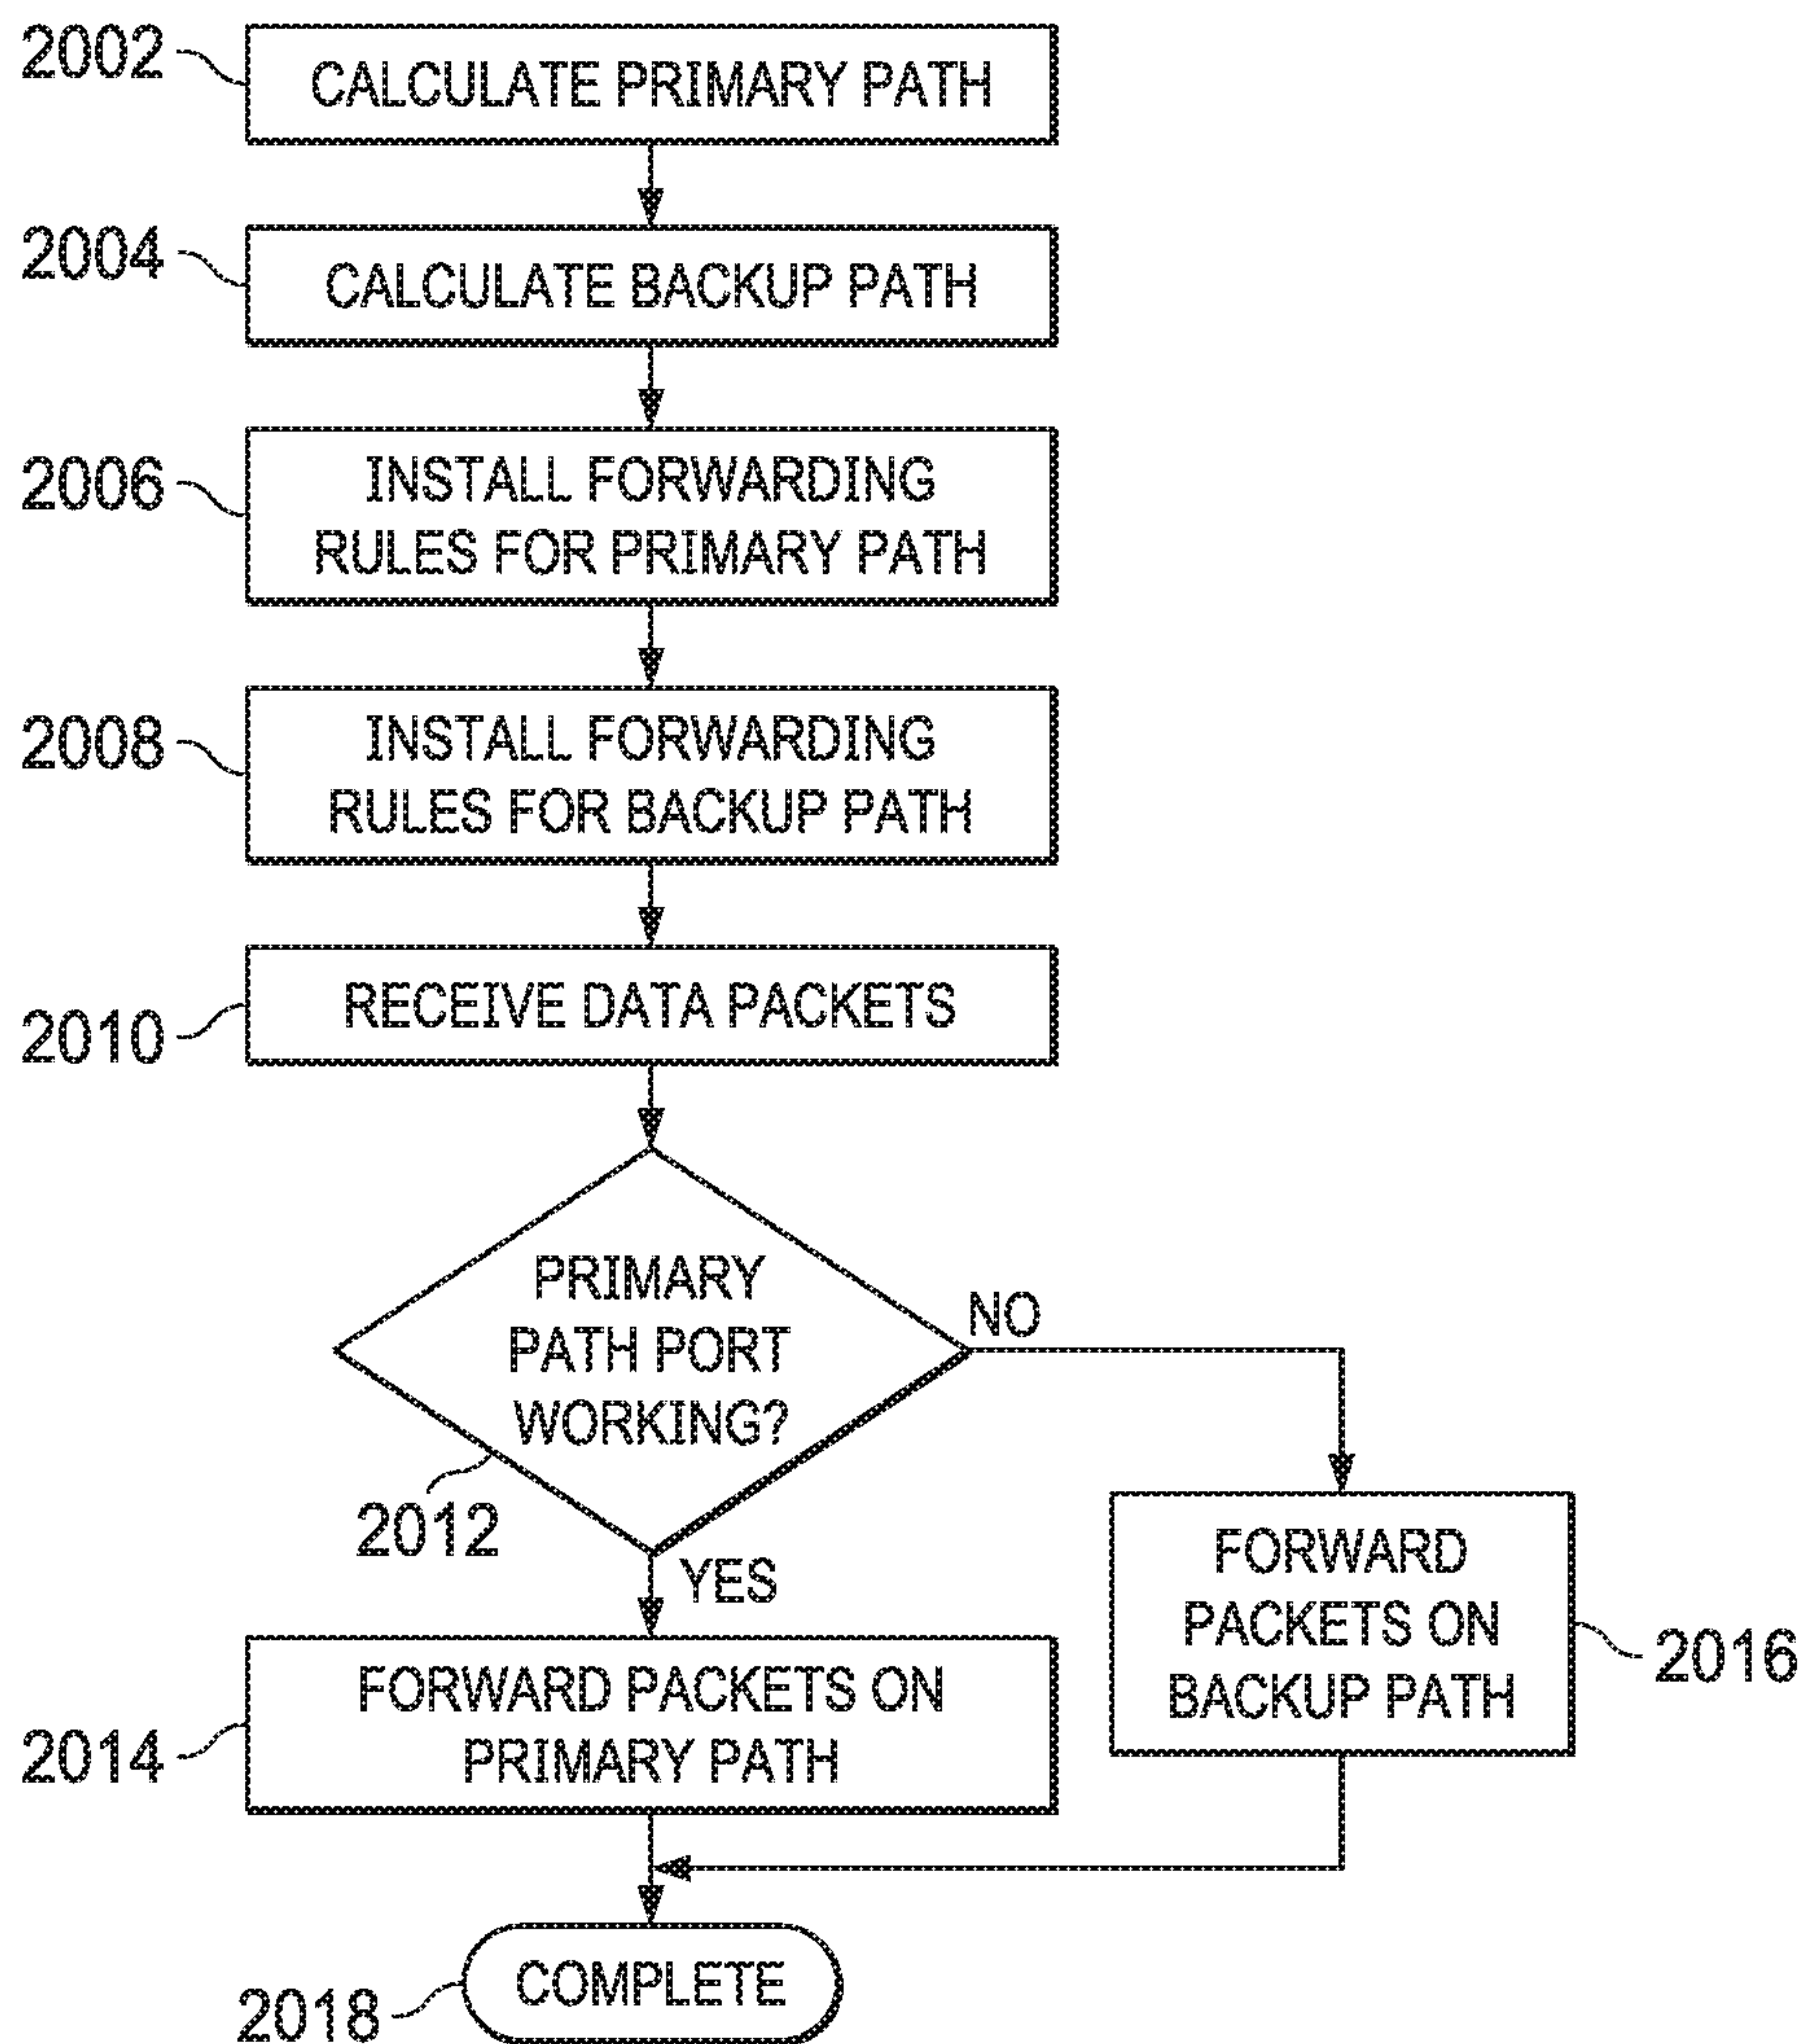 2002
CALCULATE PRIMARY PATH
2004
CALCULATE BACKUP PATH
2006
INSTALL FORWARDING
RULES FOR PRIMARY PATH
2008
INSTALL FORWARDING
RULES FOR BACKUP PATH
2010
RECEIVE DATA PACKETS
PRIMARY
PATH PORT
WORKING?
2012
NO
YES
FORWARD
PACKETS ON
BACKUP PATH
2016
2014
FORWARD PACKETS ON
PRIMARY PATH
2018
COMPLETE